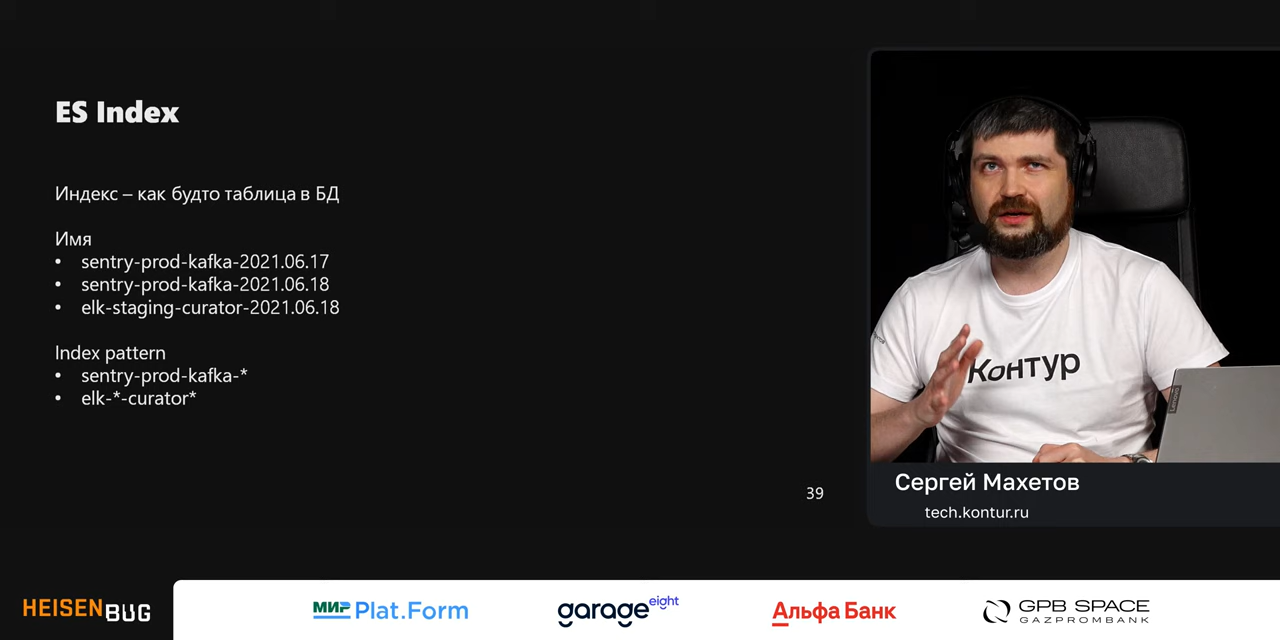 ES Index
Индекс – как будто таблица в БД
Имя
• sentry-prod-kafka-2021.06.17
• sentry-prod-kafka-2021.06.18
• elk-staging-curator-2021.06.18
Index pattern
• sentry-prod-kafka-*
• elk-*-curator*
39
Контур
Lenovo
Сергей Махетов
tech.kontur.ru
HEISENBUG
МИР Plat.Form
garage eight
Альфа Банк
GPB SPACE
GAZPROMBANK